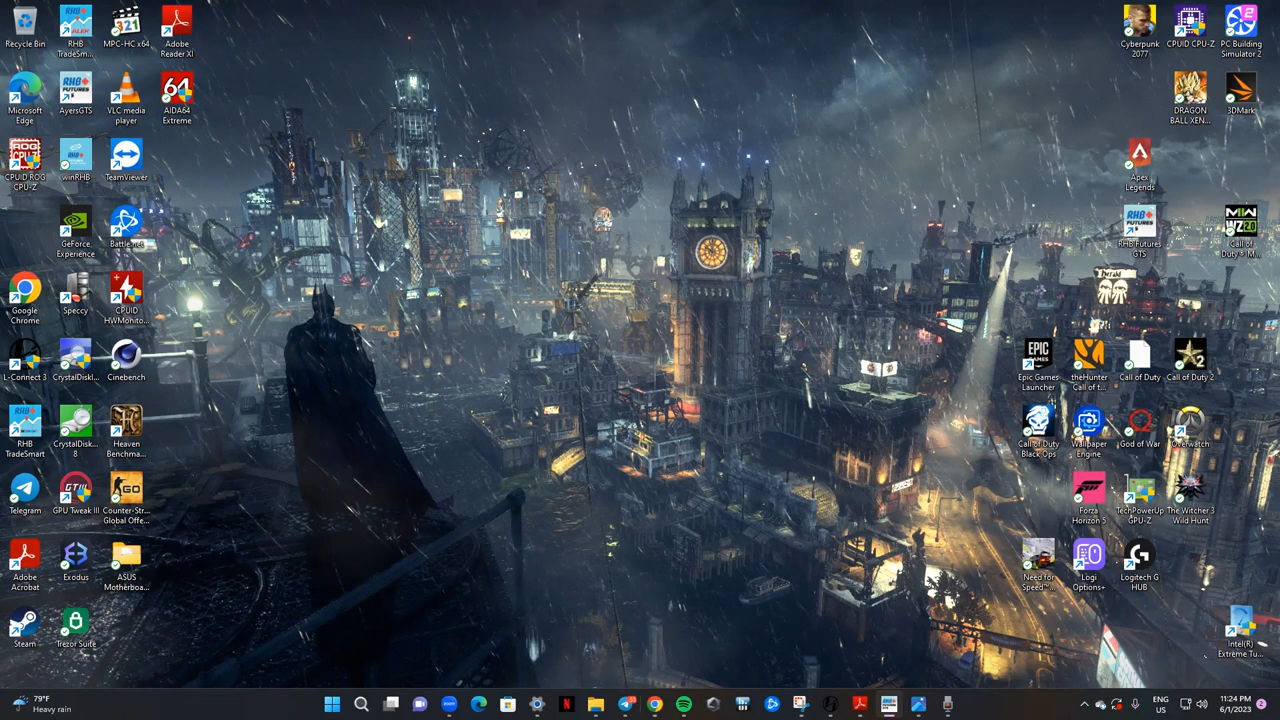 Recycle Bin
RHB
TradeSm...
MPC-HC x64
Adobe
Reader XI
Microsoft
Edge
AyersGTS
VLC media
player
AIDA64
Extreme
CPUID ROG
CPU-Z
winRHB
TeamViewer
GeForce
Experience
Battle.net
Google
Chrome
Speccy
CPUID
HWMonito...
L-Connect 3
CrystalDiskI...
Cinebench
RHB
TradeSmart
CrystalDisk...
8
Heaven
Benchma...
Telegram
GPU Tweak III
Counter-Str...
Global Offe...
Adobe
Acrobat
Exodus
ASUS
Motherboa...
Steam
Trezor Suite
Cyberpunk
2077
CPUID CPU-Z
PC Building
Simulator 2
DRAGON
BALL XEN...
3DMark
Apex
Legends
RHB Futures
GTS
Call of
Duty® M...
Epic Games
Launcher
theHunter
Call of t...
Call of Duty
Call of Duty 2
Call of Duty
Black Ops
Wallpaper
Engine
God of War
Overwatch
Forza
Horizon 5
TechPowerUp
GPU-Z
The Witcher 3
Wild Hunt
Need for
Speed™...
Logi
Options+
Logitech G
HUB
Intel(R)
Extreme Tu...
79°F
Heavy rain
ENG
US
11:24 PM
6/1/2023